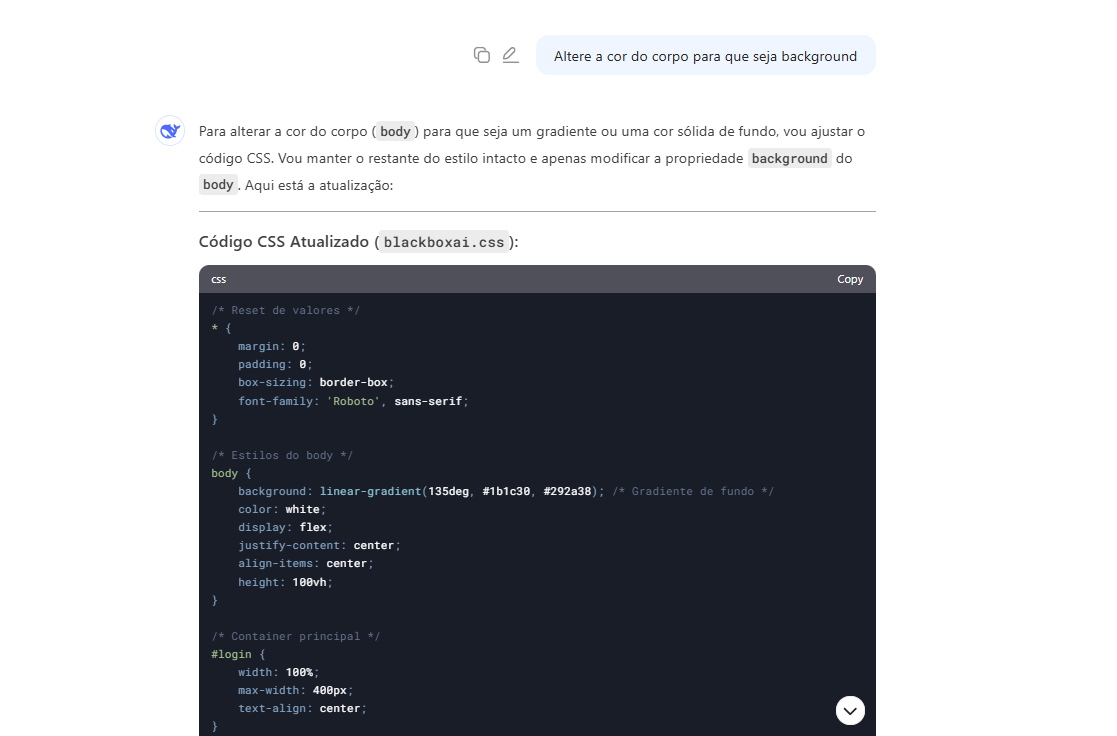 Altere a cor do corpo para que seja background
Para alterar a cor do corpo ( body ) para que seja um gradiente ou uma cor sólida de fundo, vou ajustar o
código CSS. Vou manter o restante do estilo intacto e apenas modificar a propriedade background do
body . Aqui está a atualização:
Código CSS Atualizado ( blackboxai.css ):
css Copy
/* Reset de valores */
* {
    margin: 0;
    padding: 0;
    box-sizing: border-box;
    font-family: 'Roboto', sans-serif;
}
/* Estilos do body */
body {
    background: linear-gradient(135deg, #1b1c30, #292a38); /* Gradiente de fundo */
    color: white;
    display: flex;
    justify-content: center;
    align-items: center;
    height: 100vh;
}
/* Container principal */
#login {
    width: 100%;
    max-width: 400px;
    text-align: center;
}